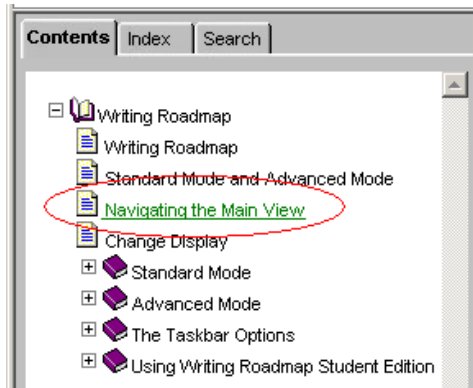 Contents Index Search
Writing Roadmap
Writing Roadmap
Standard Mode and Advanced Mode
Navigating the Main View
Change Display
Standard Mode
Advanced Mode
The Taskbar Options
Using Writing Roadmap Student Edition